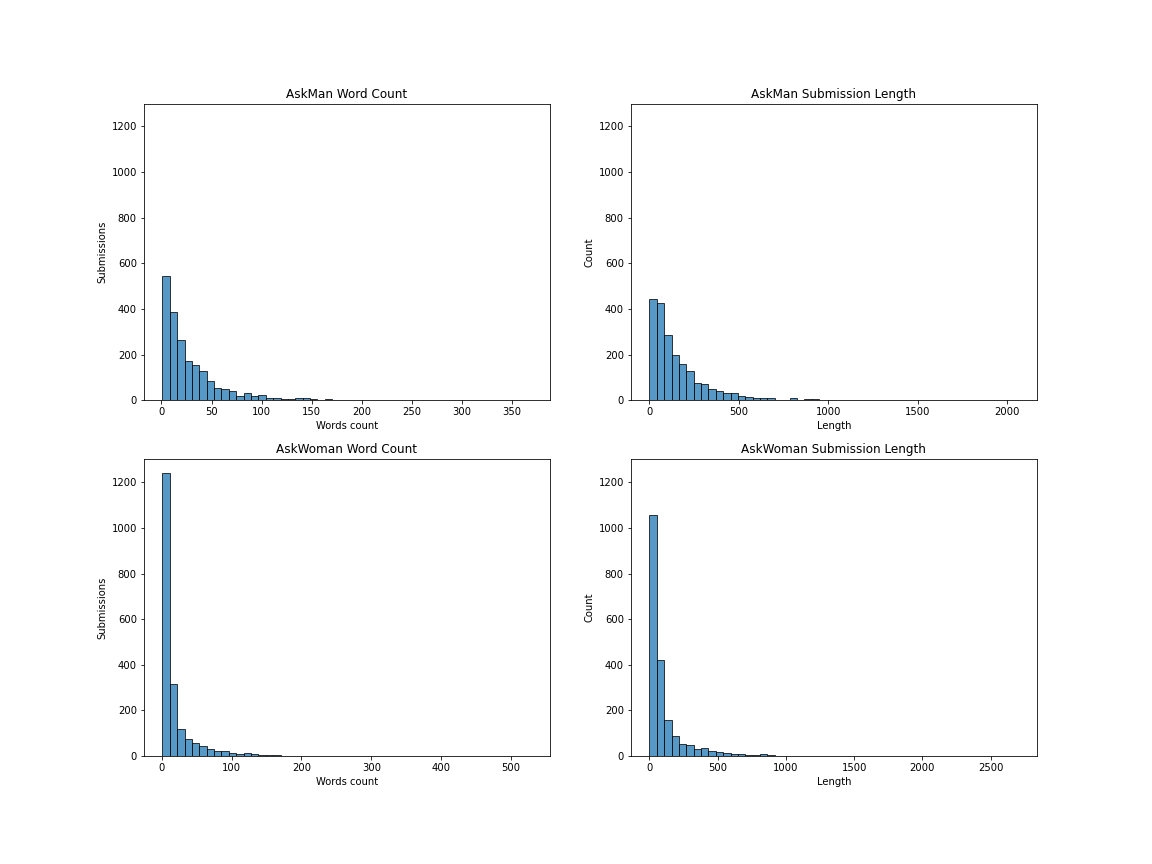 AskMan Word Count
1200
1000
800
600
400
200
0
Submissions
0 50 100 150 200 250 300 350
Words count
AskMan Submission Length
1200
1000
800
600
400
200
0
Count
0 500 1000 1500 2000
Length
AskWoman Word Count
1200
1000
800
600
400
200
0
Submissions
0 100 200 300 400 500
Words count
AskWoman Submission Length
1200
1000
800
600
400
200
0
Count
0 500 1000 1500 2000 2500
Length